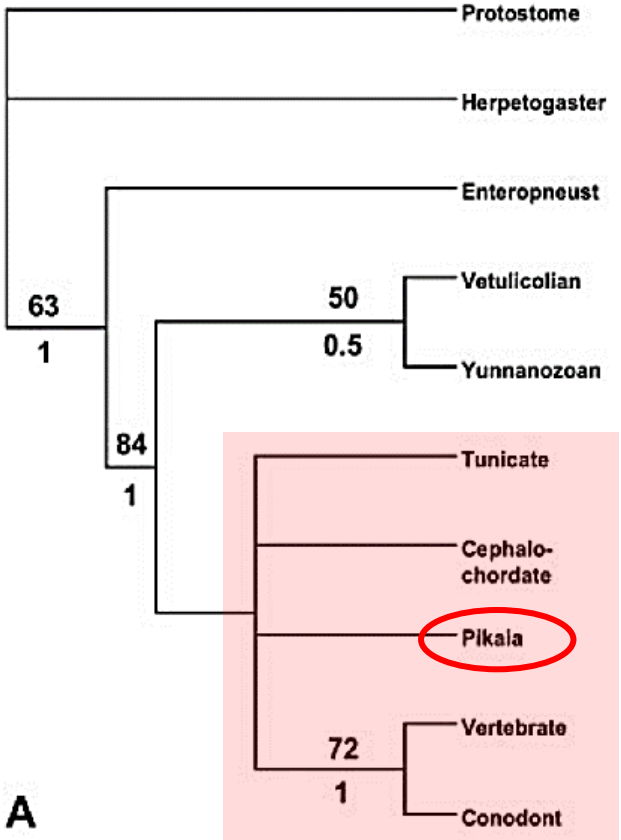 Protostome
Herpetogaster
Enteropneust
Vetulicolian
50
63
0.5
1
Yunnanozoan
84
Tunicate
1
Cephalo-
chordate
Pikaia
Vertebrate
72
1
A
Conodont